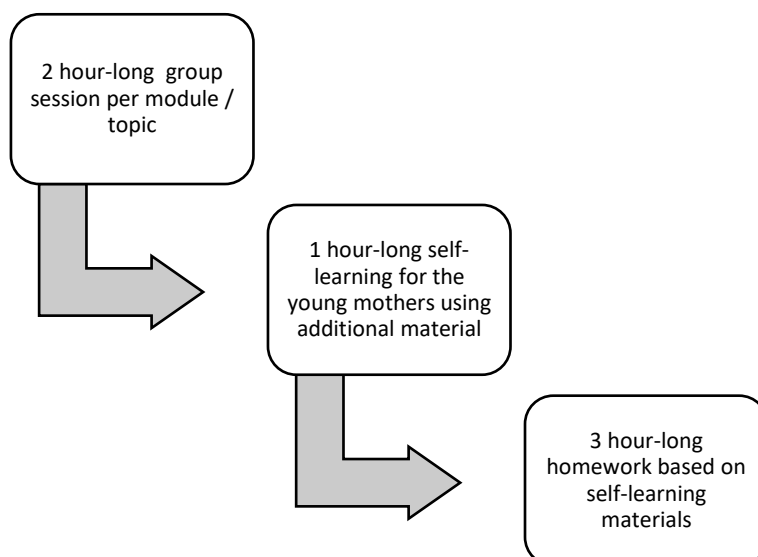 2 hour-long  group
session per module /
topic
1 hour-long self-
learning for the
young mothers using
additional material
3 hour-long
homework based on
self-learning
materials